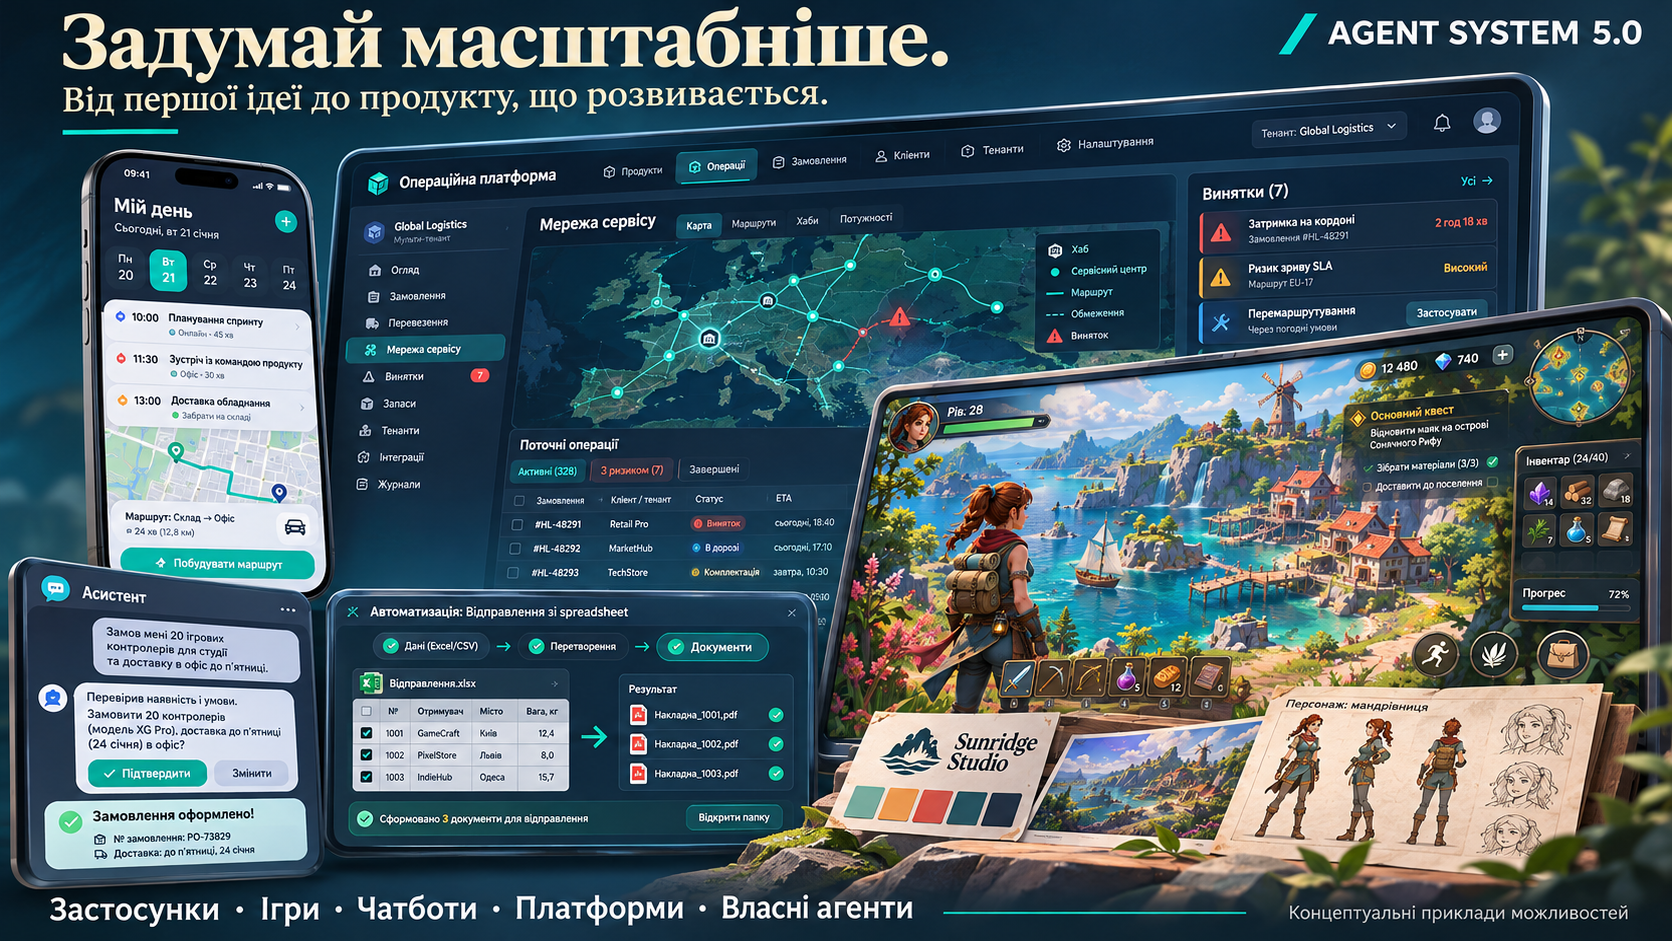 Задумай масштабніше.
Від першої ідеї до продукту, що розвивається.
AGENT SYSTEM 5.0
09:41
Мій день
Сьогодні, вт 21 січня
Пн Вт Ср Чт Пт
20 21 22 23 24
10:00 Планування спринту
Онлайн • 45 хв
11:30 Зустріч із командою продукту
Офіс • 30 хв
13:00 Доставка обладнання
Забрати на складі
Маршрут: Склад → Офіс
24 хв (12,8 км)
Побудувати маршрут
Операційна платформа
Продукти
Операції
Замовлення
Клієнти
Тенанти
Налаштування
Тенант: Global Logistics
Global Logistics
Мульти-тенант
Огляд
Замовлення
Перевезення
Мережа сервісу
Винятки 7
Запаси
Тенанти
Інтеграції
Журнали
Мережа сервісу
Карта
Маршрути
Хаби
Потужності
Хаб
Сервісний центр
Маршрут
Обмеження
Виняток
Винятки (7)
Усі →
Затримка на кордоні
Замовлення #HL-48291
2 год 18 хв
Ризик зриву SLA
Маршрут EU-17
Високий
Перемаршрутування
Через погодні умови
Застосувати
Поточні операції
Активні (328)
З ризиком (7)
Завершені
Замовлення Клієнт / тенант Статус ETA
#HL-48291 Retail Pro Виняток сьогодні, 18:40
#HL-48292 MarketHub В дорозі сьогодні, 17:10
#HL-48293 TechStore Комплектація завтра, 10:30
Рів. 28
12 480
740
N
Основний квест
Відновити маяк на острові
Сонячного Рифу
Зібрати матеріали (3/3)
Доставити до поселення
Інвентар (24/40)
14 32 18
7 5
Прогрес 72%
5 12 0
Асистент
Замов мені 20 ігрових
контролерів для студії
та доставку в офіс до п'ятниці.
Перевірив наявність і умови.
Замовити 20 контролерів
(модель XG Pro), доставка до п'ятниці
(24 січня) в офіс?
Підтвердити
Змінити
Замовлення оформлено!
№ замовлення: PO-73829
Доставка: до п'ятниці, 24 січня
Автоматизація: Відправлення зі spreadsheet
Дані (Excel/CSV) → Перетворення → Документи
Відправлення.xlsx
№ Отримувач Місто Вага, кг
1001 GameCraft Київ 12,4
1002 PixelStore Львів 8,0
1003 IndieHub Одеса 15,7
Результат
Накладна_1001.pdf
Накладна_1002.pdf
Накладна_1003.pdf
Сформовано 3 документи для відправлення
Відкрити папку
Sunridge
Studio
Персонаж: мандрівниця
Застосунки • Ігри • Чатботи • Платформи • Власні агенти
Концептуальні приклади можливостей